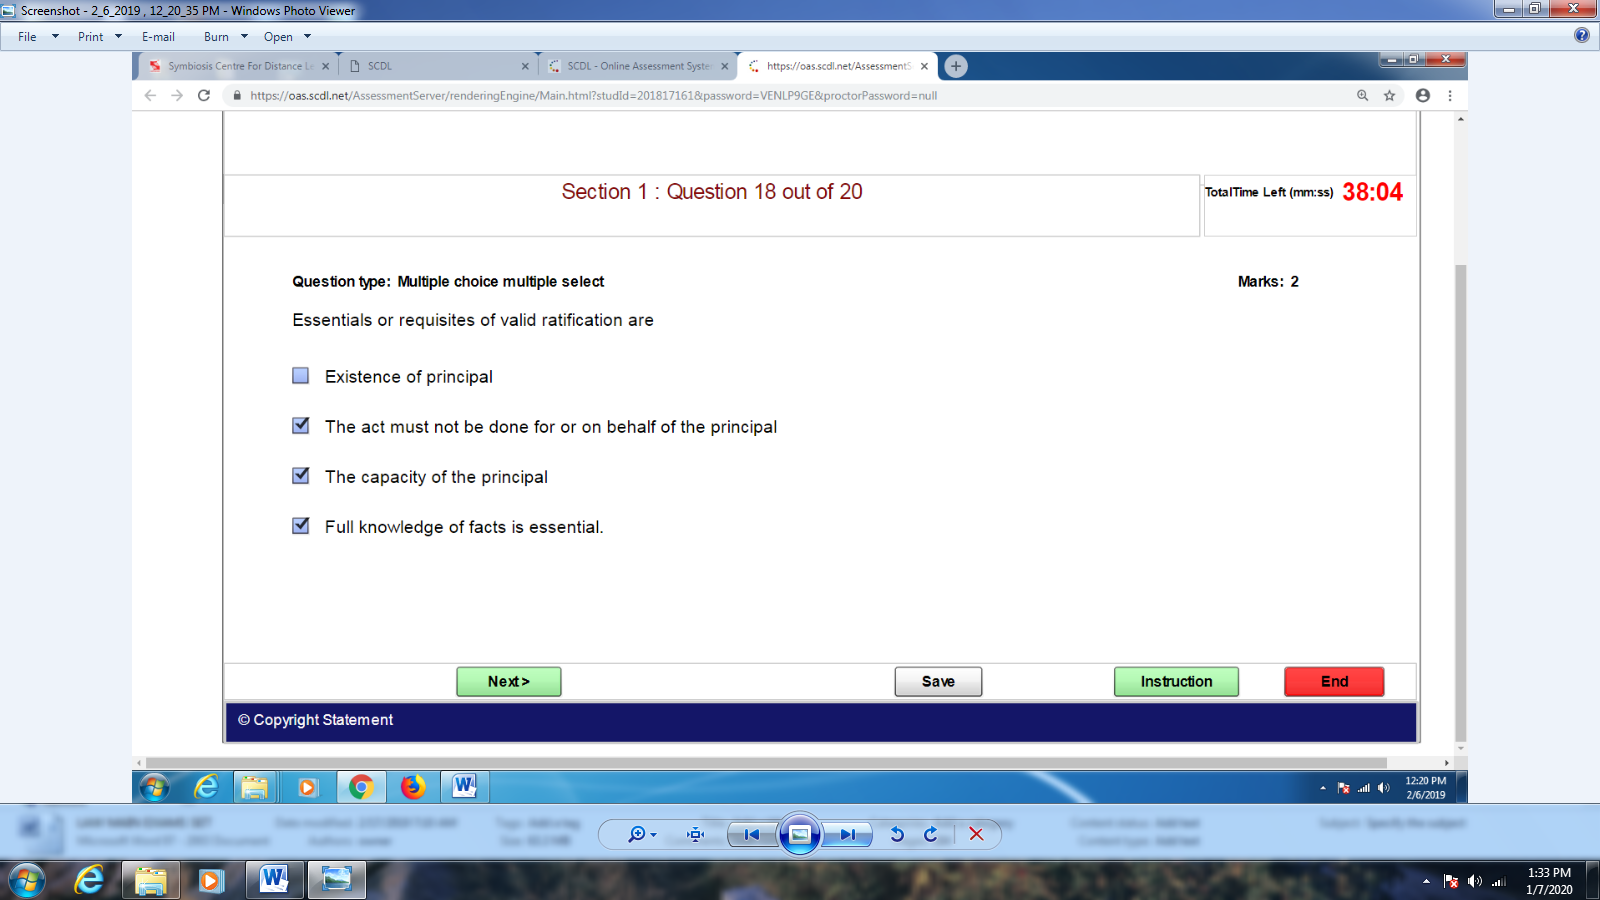 Screenshot - 2_6_2019 , 12_20_35 PM - Windows Photo Viewer
File Print E-mail Burn Open
Symbiosis Centre For Distance Le SCDL SCDL - Online Assessment System https://oas.scdl.net/AssessmentS
https://oas.scdl.net/AssessmentServer/renderingEngine/Main.html?studId=201817161&password=VENLP9GE&proctorPassword=null
Section 1 : Question 18 out of 20
TotalTime Left (mm:ss) 38:04
Question type: Multiple choice multiple select Marks: 2
Essentials or requisites of valid ratification are
Existence of principal
The act must not be done for or on behalf of the principal
The capacity of the principal
Full knowledge of facts is essential.
Next> Save Instruction End
© Copyright Statement
12:20 PM
2/6/2019
1:33 PM
1/7/2020